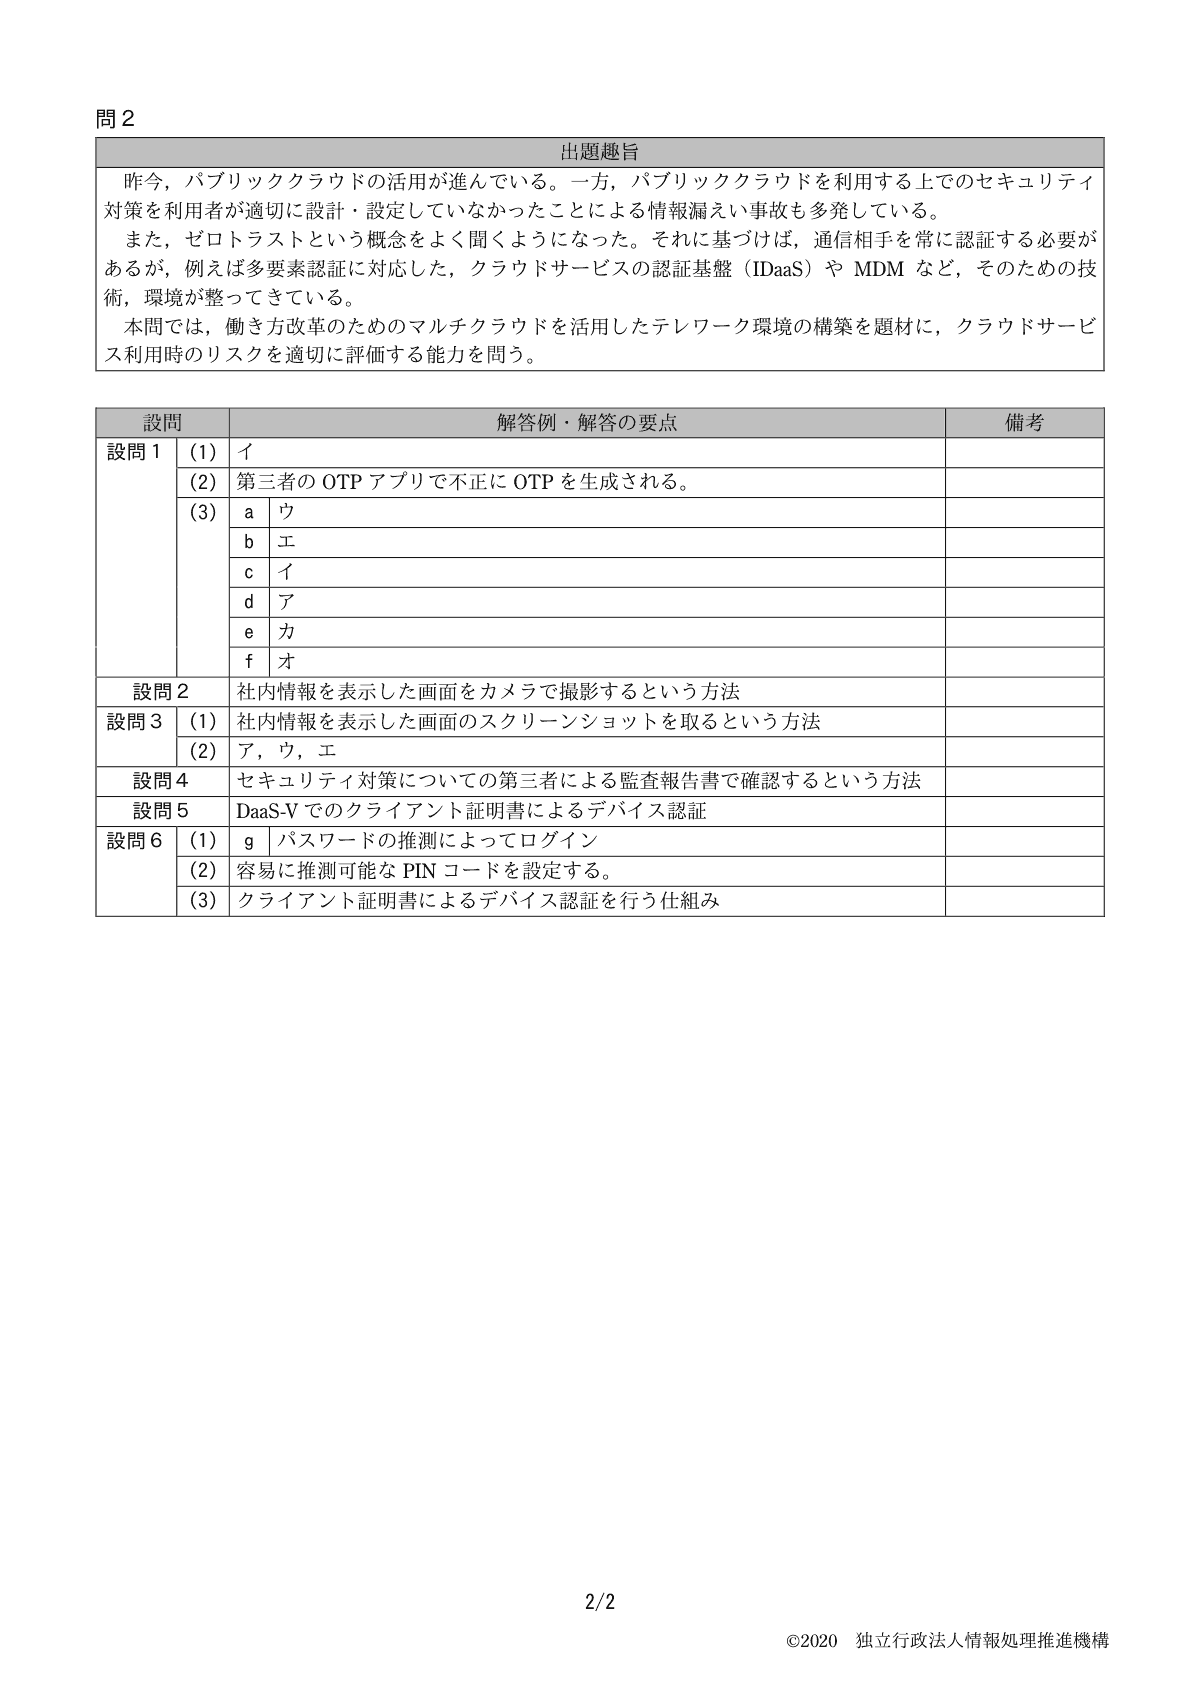 問２
出題趣旨
　昨今，パブリッククラウドの活用が進んでいる。一方，パブリッククラウドを利用する上でのセキュリティ
対策を利用者が適切に設計・設定していなかったことによる情報漏えい事故も多発している。
　また，ゼロトラストという概念をよく聞くようになった。それに基づけば，通信相手を常に認証する必要が
あるが，例えば多要素認証に対応した，クラウドサービスの認証基盤（IDaaS）や MDM など，そのための技
術，環境が整ってきている。
　本問では，働き方改革のためのマルチクラウドを活用したテレワーク環境の構築を題材に，クラウドサービ
ス利用時のリスクを適切に評価する能力を問う。
設問 解答例・解答の要点 備考
設問１ (1) イ
(2) 第三者の OTP アプリで不正に OTP を生成される。
(3) a ウ
b エ
c イ
d ア
e カ
f オ
設問２ 社内情報を表示した画面をカメラで撮影するという方法
設問３ (1) 社内情報を表示した画面のスクリーンショットを取るという方法
(2) ア，ウ，エ
設問４ セキュリティ対策についての第三者による監査報告書で確認するという方法
設問５ DaaS-V でのクライアント証明書によるデバイス認証
設問６ (1) g パスワードの推測によってログイン
(2) 容易に推測可能な PIN コードを設定する。
(3) クライアント証明書によるデバイス認証を行う仕組み
2/2
©2020　独立行政法人情報処理推進機構